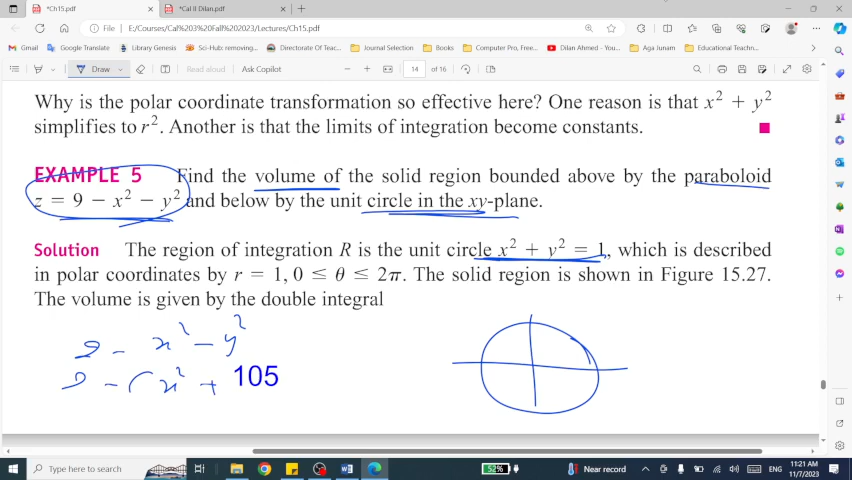 *Ch15.pdf
*Cal II Dilan.pdf
File
E:/Courses/Cal%203%20Fall%202023/Lectures/Ch15.pdf
Gmail
Google Translate
Library Genesis
Sci-Hub: removing...
Directorate Of Teac...
Journal Selection
Books
Computer Pro, Free...
Dilan Ahmed - You...
Aga Junam
Educational Teachn...
Draw
Read aloud
Ask Copilot
14 of 16
Why is the polar coordinate transformation so effective here? One reason is that x² + y²
simplifies to r². Another is that the limits of integration become constants.
EXAMPLE 5 Find the volume of the solid region bounded above by the paraboloid
z = 9 − x² − y² and below by the unit circle in the xy-plane.
Solution The region of integration R is the unit circle x² + y² = 1, which is described
in polar coordinates by r = 1, 0 ≤ θ ≤ 2π. The solid region is shown in Figure 15.27.
The volume is given by the double integral
9 − x² − y²
9 − (x² + 105
Type here to search
52%
Near record
ENG
11:21 AM
11/7/2023